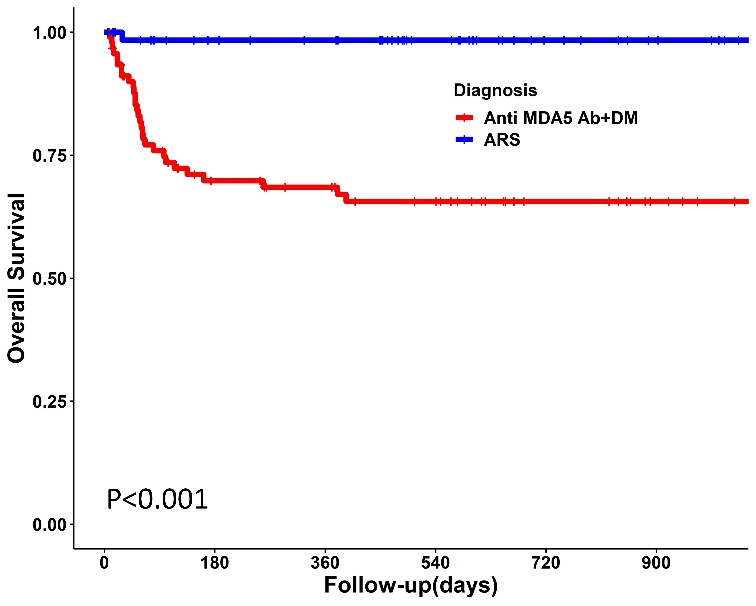 1.00
0.75
0.50
0.25
0.00
Overall Survival
Diagnosis
Anti MDA5 Ab+DM
ARS
P<0.001
0 180 360 540 720 900
Follow-up(days)